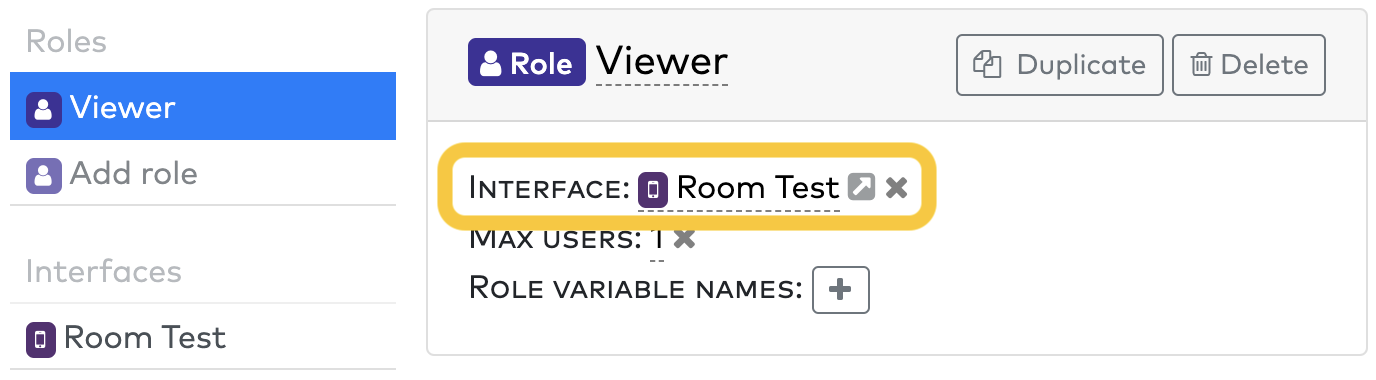 Roles
Viewer
Add role
Interfaces
Room Test
Role Viewer
Duplicate
Delete
INTERFACE: Room Test
MAX USERS: 1
ROLE VARIABLE NAMES: